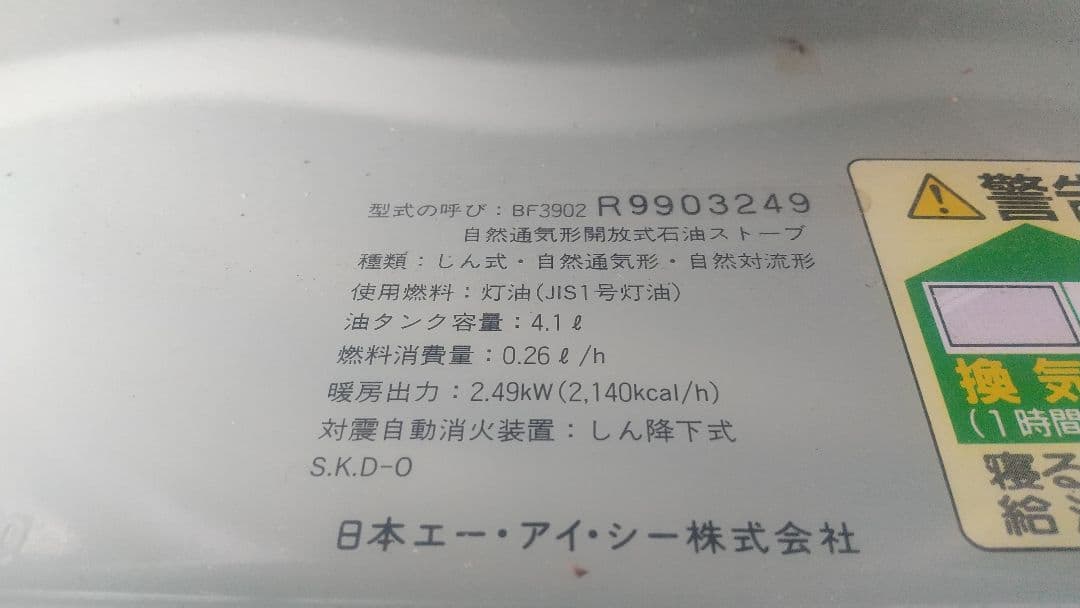 型式の呼び：BF3902 R9903249
自然通気形開放式石油ストーブ
種類：じん式・自然通気形・自然対流形
使用燃料：灯油(JIS1号灯油)
油タンク容量：4.1ℓ
燃料消費量：0.26ℓ/h
暖房出力：2.49kW(2,140kcal/h)
対震自動消火装置：しん降下式
S.K.D-O
日本エー・アイ・シー株式会社
警告
換気
(1時間
寝る
給油